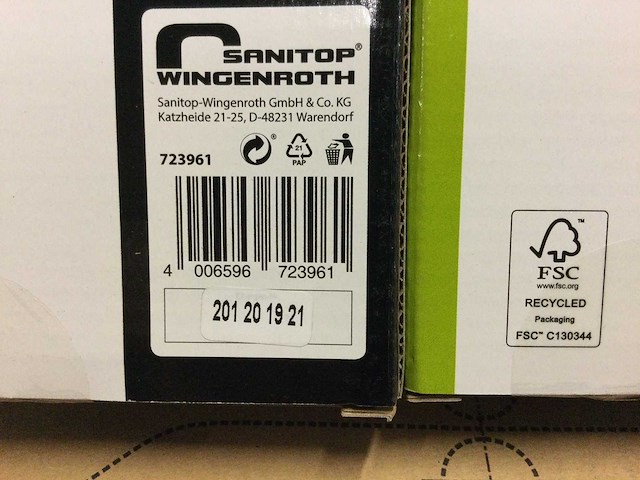 SANITOP®
WINGENROTH
Sanitop-Wingenroth GmbH & Co. KG
Katzheide 21-25, D-48231 Warendorf
723961
®
21
PAP
4 006596 723961
201 20 19 21
™
FSC
www.fsc.org
RECYCLED
Packaging
FSC™ C130344